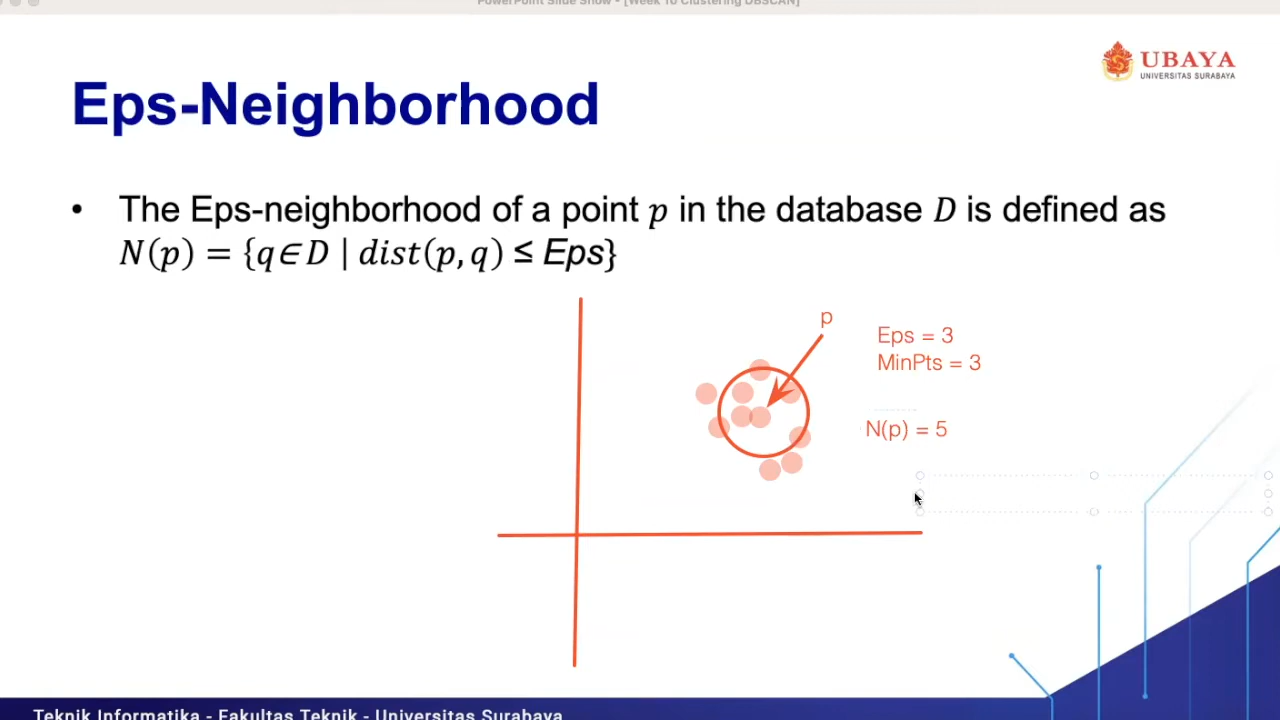 PowerPoint Slide Show - [Week 10 Clustering DBSCAN]
UBAYA
UNIVERSITAS SURABAYA
Eps-Neighborhood
• The Eps-neighborhood of a point p in the database D is defined as
N(p) = {q∈D | dist(p, q) ≤ Eps}
p
Eps = 3
MinPts = 3
N(p) = 5
Teknik Informatika - Fakultas Teknik - Universitas Surabaya